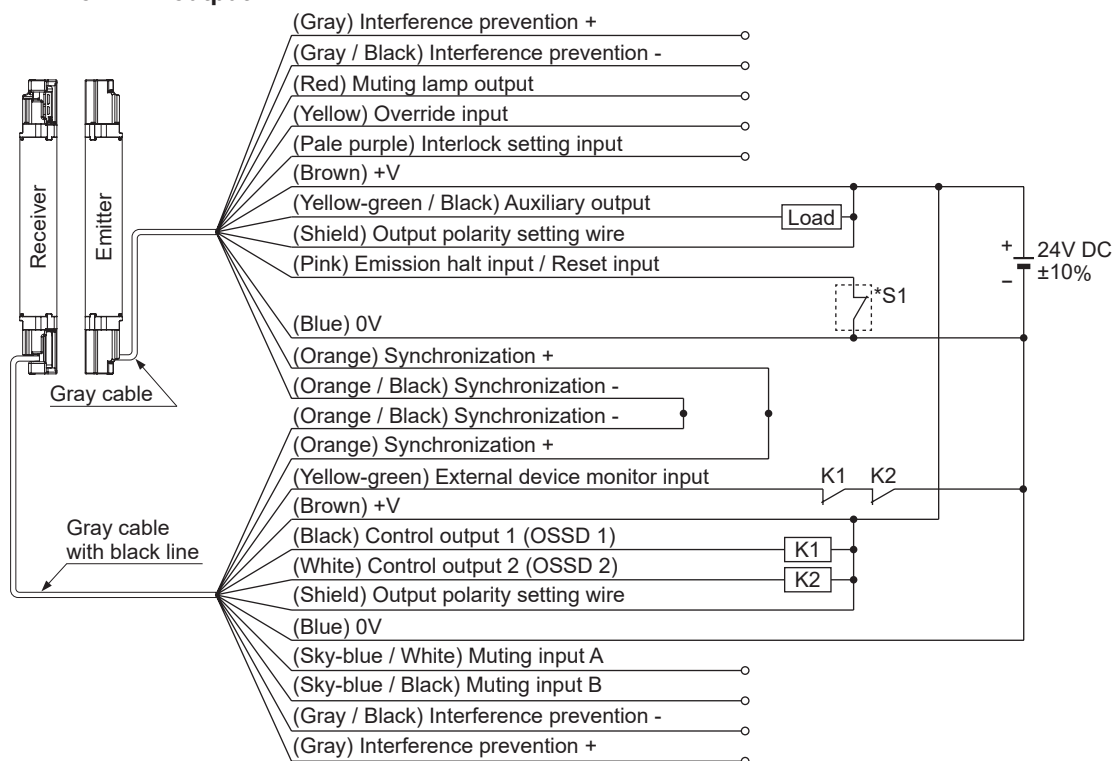 (Gray) Interference prevention +
(Gray / Black) Interference prevention -
(Red) Muting lamp output
(Yellow) Override input
(Pale purple) Interlock setting input
(Brown) +V
(Yellow-green / Black) Auxiliary output
Load
(Shield) Output polarity setting wire
(Pink) Emission halt input / Reset input
+
24V DC
±10%
−
*S1
Receiver
Emitter
(Blue) 0V
(Orange) Synchronization +
(Orange / Black) Synchronization -
Gray cable
(Orange / Black) Synchronization -
(Orange) Synchronization +
(Yellow-green) External device monitor input
K1 K2
(Brown) +V
Gray cable
with black line
(Black) Control output 1 (OSSD 1)
K1
(White) Control output 2 (OSSD 2)
K2
(Shield) Output polarity setting wire
(Blue) 0V
(Sky-blue / White) Muting input A
(Sky-blue / Black) Muting input B
(Gray / Black) Interference prevention -
(Gray) Interference prevention +